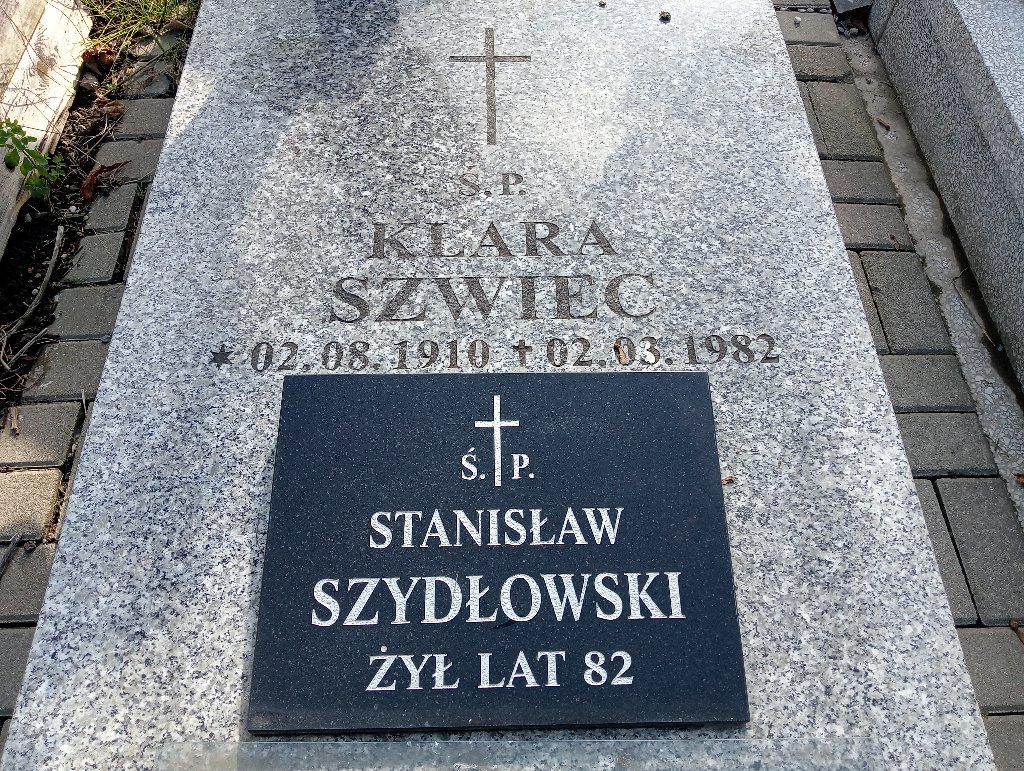 Ś.P.
KLARA
SZWIEC
★ 02.08.1910 ✝ 02.03.1982
Ś. P.
STANISŁAW
SZYDŁOWSKI
ŻYŁ LAT 82